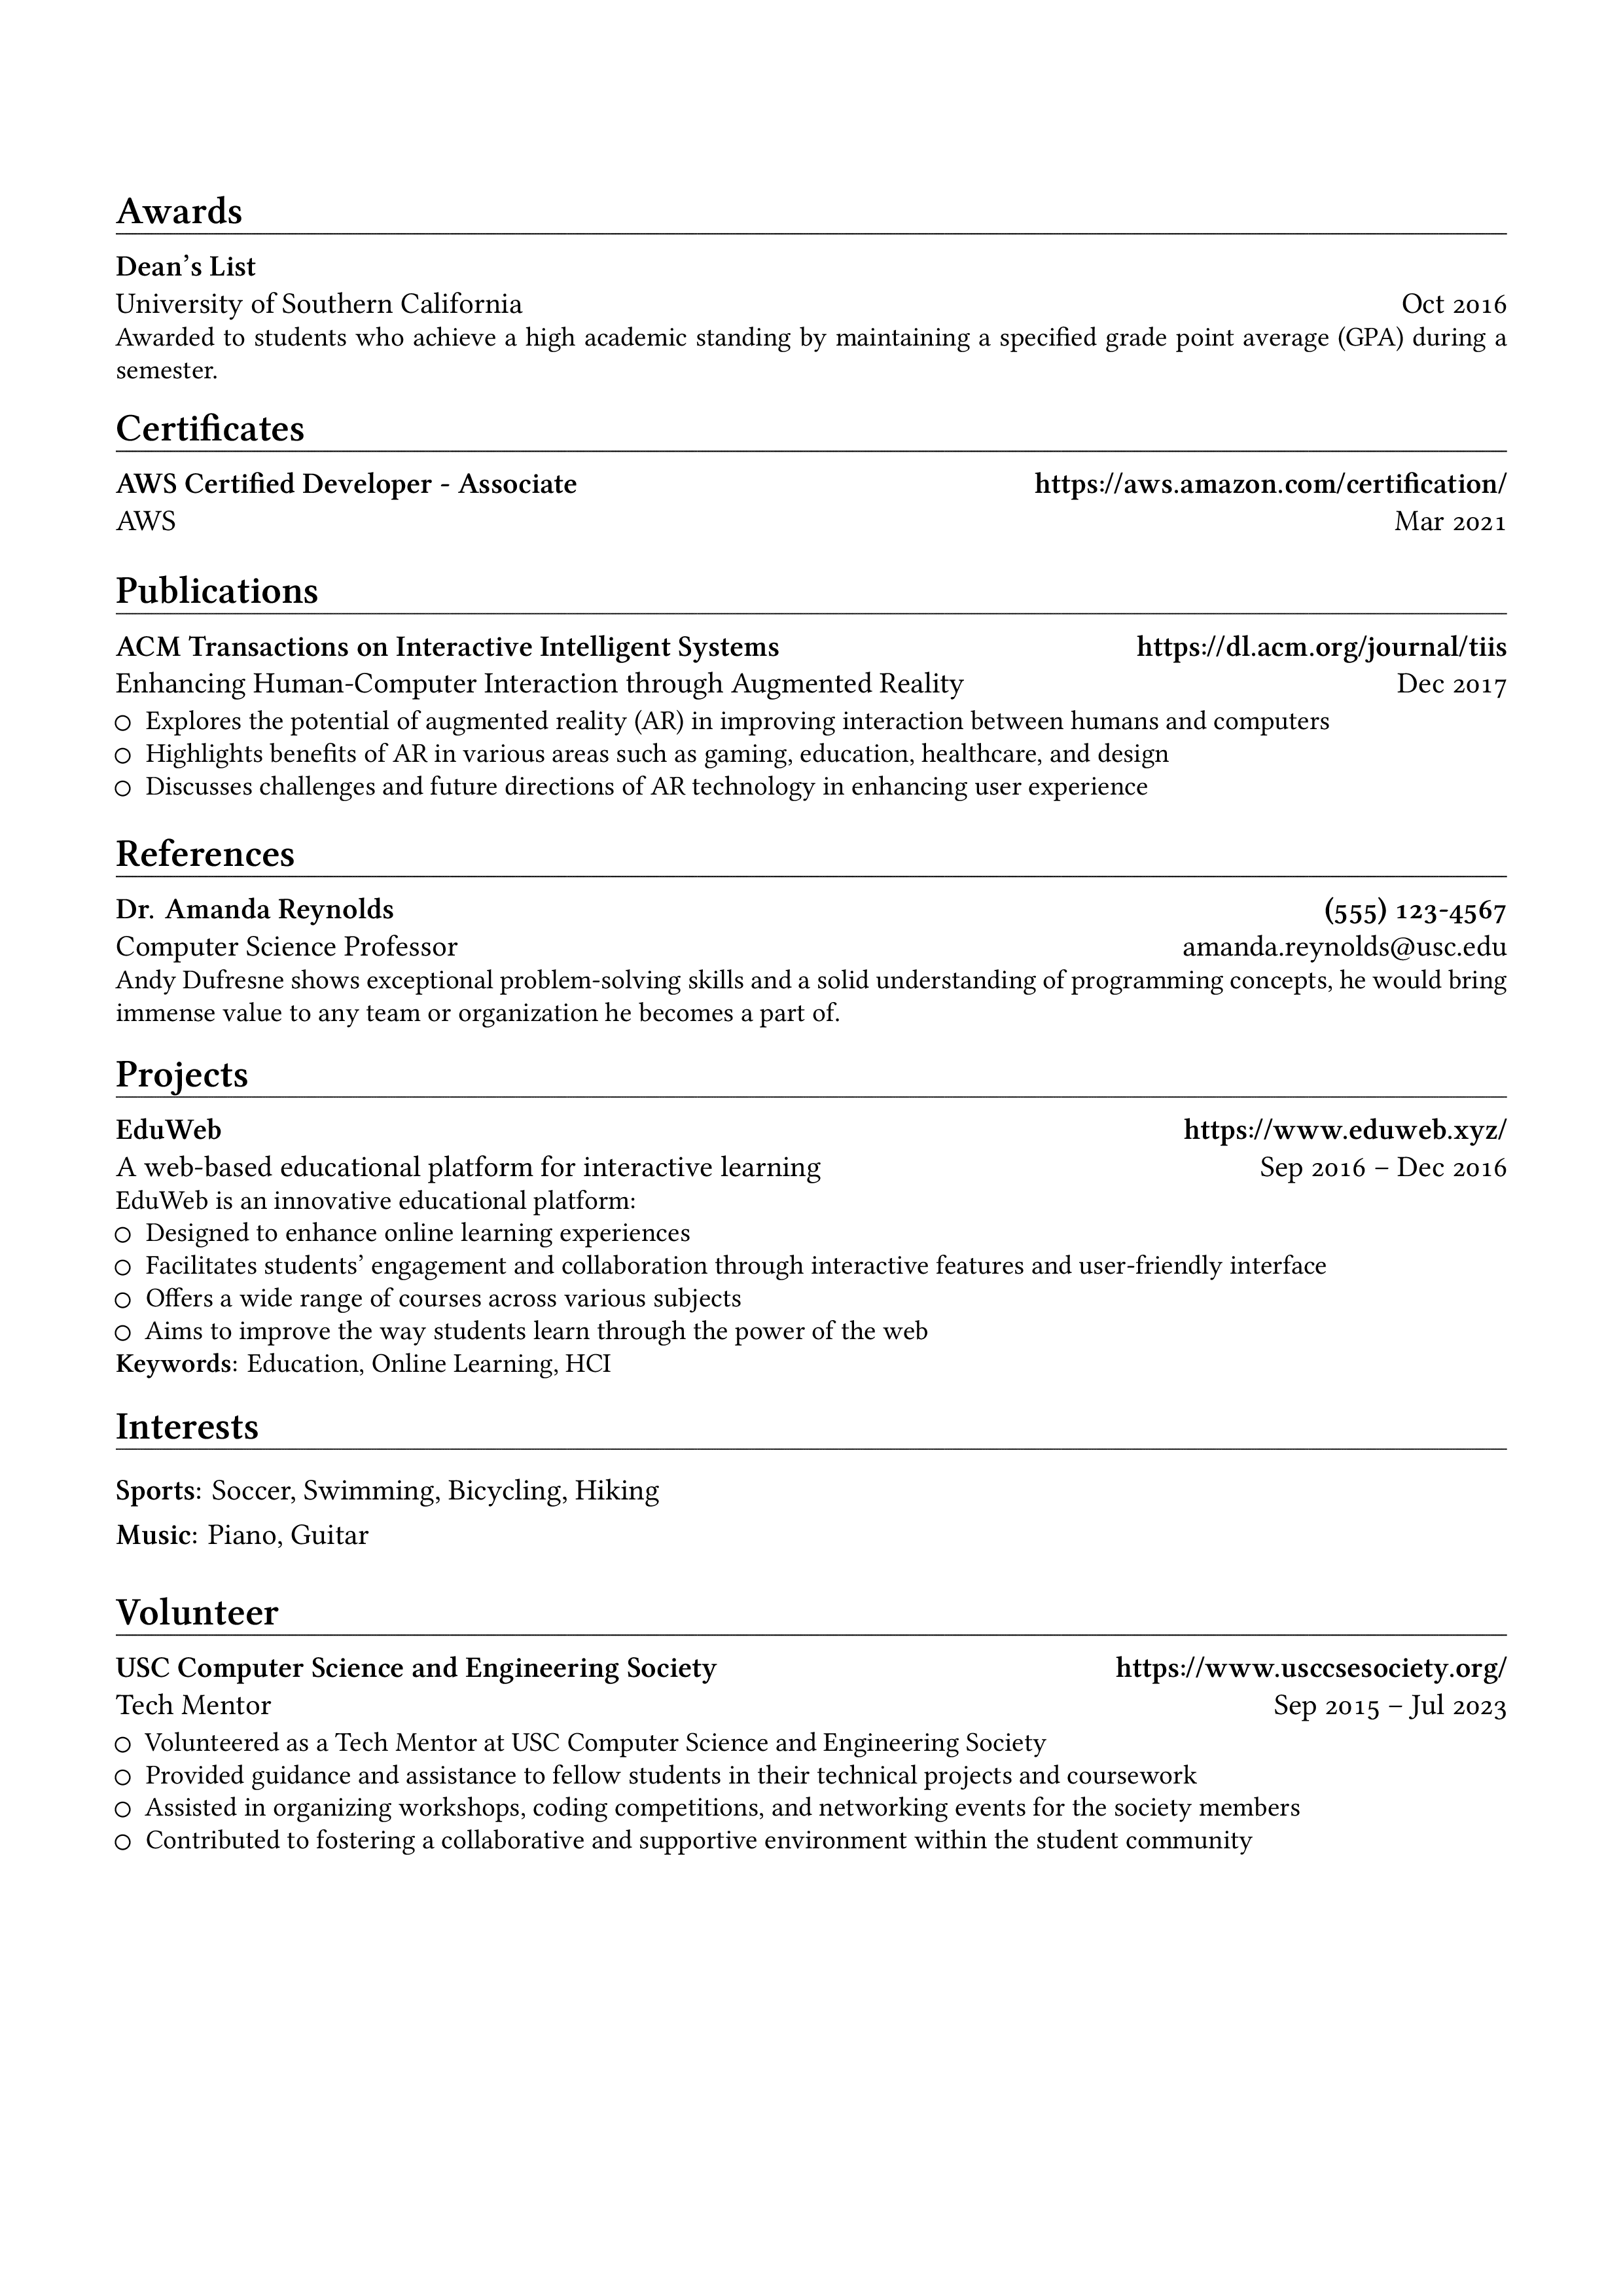 Awards
Dean’s List
University of Southern California Oct 2016
Awarded to students who achieve a high academic standing by maintaining a specified grade point average (GPA) during a
semester.
Certificates
AWS Certified Developer - Associate https://aws.amazon.com/certification/
AWS Mar 2021
Publications
ACM Transactions on Interactive Intelligent Systems https://dl.acm.org/journal/tiis
Enhancing Human-Computer Interaction through Augmented Reality Dec 2017
○ Explores the potential of augmented reality (AR) in improving interaction between humans and computers
○ Highlights benefits of AR in various areas such as gaming, education, healthcare, and design
○ Discusses challenges and future directions of AR technology in enhancing user experience
References
Dr. Amanda Reynolds (555) 123-4567
Computer Science Professor amanda.reynolds@usc.edu
Andy Dufresne shows exceptional problem-solving skills and a solid understanding of programming concepts, he would bring
immense value to any team or organization he becomes a part of.
Projects
EduWeb https://www.eduweb.xyz/
A web-based educational platform for interactive learning Sep 2016 – Dec 2016
EduWeb is an innovative educational platform:
○ Designed to enhance online learning experiences
○ Facilitates students’ engagement and collaboration through interactive features and user-friendly interface
○ Offers a wide range of courses across various subjects
○ Aims to improve the way students learn through the power of the web
Keywords: Education, Online Learning, HCI
Interests
Sports: Soccer, Swimming, Bicycling, Hiking
Music: Piano, Guitar
Volunteer
USC Computer Science and Engineering Society https://www.usccsesociety.org/
Tech Mentor Sep 2015 – Jul 2023
○ Volunteered as a Tech Mentor at USC Computer Science and Engineering Society
○ Provided guidance and assistance to fellow students in their technical projects and coursework
○ Assisted in organizing workshops, coding competitions, and networking events for the society members
○ Contributed to fostering a collaborative and supportive environment within the student community